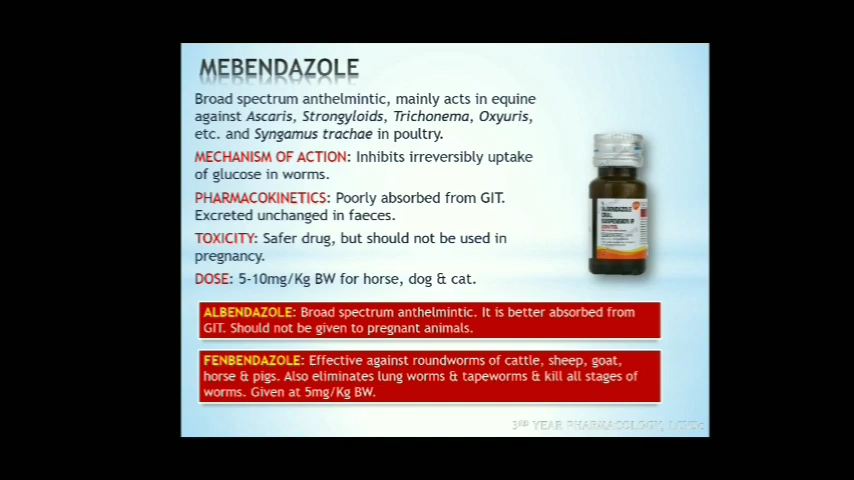 MEBENDAZOLE
Broad spectrum anthelmintic, mainly acts in equine
against Ascaris, Strongyloids, Trichonema, Oxyuris,
etc. and Syngamus trachae in poultry.
MECHANISM OF ACTION: Inhibits irreversibly uptake
of glucose in worms.
PHARMACOKINETICS: Poorly absorbed from GIT.
Excreted unchanged in faeces.
TOXICITY: Safer drug, but should not be used in
pregnancy.
DOSE: 5-10mg/Kg BW for horse, dog & cat.
ALBENDAZOLE
ORAL
SUSPENSION IP
ALBENDAZOLE: Broad spectrum anthelmintic. It is better absorbed from
GIT. Should not be given to pregnant animals.
FENBENDAZOLE: Effective against roundworms of cattle, sheep, goat,
horse & pigs. Also eliminates lung worms & tapeworms & kill all stages of
worms. Given at 5mg/Kg BW.
3RD YEAR PHARMACOLOGY,